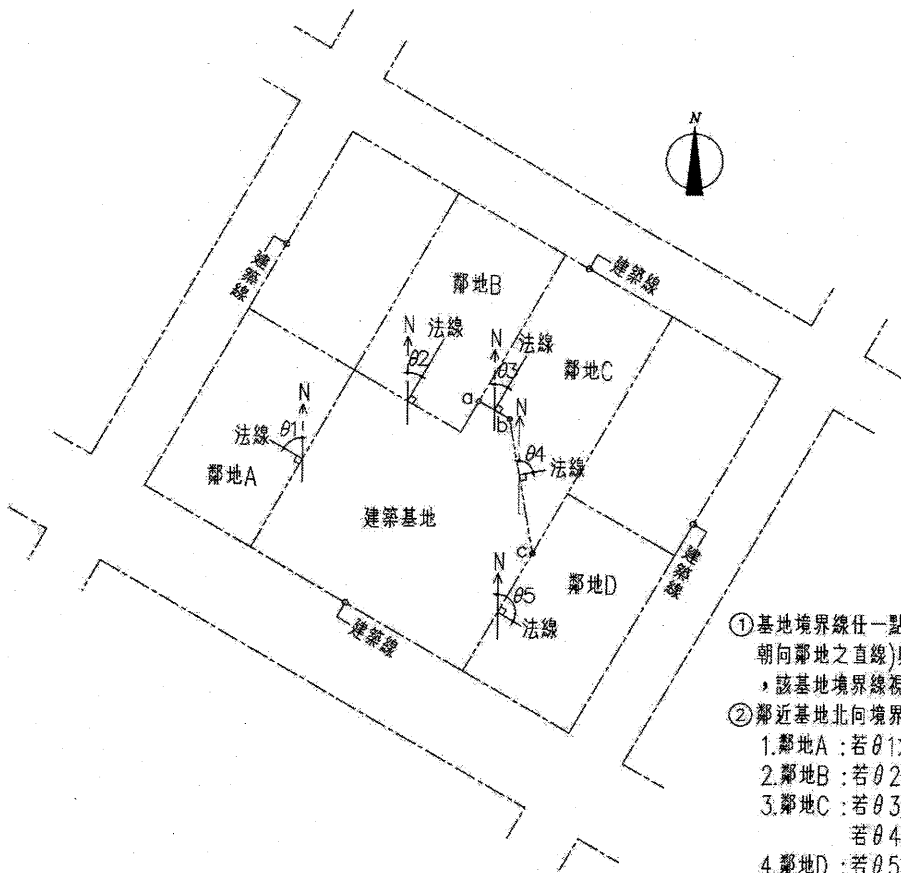 N
建築線
建築線
鄰地B
N
法線
θ2
N
法線
θ3
鄰地C
a
b
N
N
法線
θ1
θ4
法線
鄰地A
建築基地
c
建築線
N
θ5
鄰地D
法線
建築線
①基地境界線任一點
朝向鄰地之直線)
，該基地境界線視
②鄰近基地北向境界
1.鄰地A：若θ1
2.鄰地B：若θ2
3.鄰地C：若θ3
若θ4
4.鄰地D：若θ5